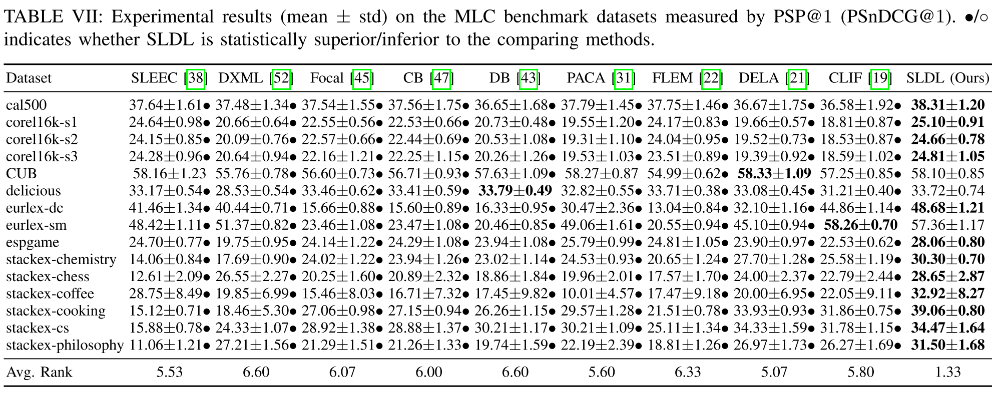 TABLE VII: Experimental results (mean ± std) on the MLC benchmark datasets measured by PSP@1 (PSnDCG@1). ●/○
indicates whether SLDL is statistically superior/inferior to the comparing methods.
Dataset SLEEC [38] DXML [52] Focal [45] CB [47] DB [43] PACA [31] FLEM [22] DELA [21] CLIF [19] SLDL (Ours)
cal500 37.64±1.61● 37.48±1.34● 37.54±1.55● 37.56±1.75● 36.65±1.68● 37.79±1.45● 37.75±1.46● 36.67±1.75● 36.58±1.92● 38.31±1.20
corel16k-s1 24.64±0.98● 20.66±0.64● 22.55±0.56● 22.53±0.66● 20.73±0.48● 19.55±1.20● 24.17±0.83● 19.66±0.57● 18.81±0.87● 25.10±0.91
corel16k-s2 24.15±0.85● 20.09±0.76● 22.57±0.66● 22.44±0.69● 20.53±1.08● 19.31±1.10● 24.04±0.95● 19.52±0.73● 18.53±0.87● 24.66±0.78
corel16k-s3 24.28±0.96● 20.64±0.94● 22.16±1.21● 22.25±1.15● 20.26±1.26● 19.53±1.03● 23.51±0.89● 19.39±0.92● 18.59±1.02● 24.81±1.05
CUB 58.16±1.23 55.76±0.78● 56.60±0.73● 56.71±0.93● 57.63±1.09● 58.27±0.87 54.99±0.62● 58.33±1.09 57.25±0.85● 58.10±0.85
delicious 33.17±0.54● 28.53±0.54● 33.46±0.62● 33.41±0.59● 33.79±0.49 32.82±0.55● 33.71±0.38● 33.08±0.45● 31.21±0.40● 33.72±0.74
eurlex-dc 41.46±1.34● 40.44±0.71● 15.66±0.88● 15.60±0.89● 16.33±0.95● 30.47±2.36● 13.04±0.84● 32.10±1.16● 44.86±1.14● 48.68±1.21
eurlex-sm 48.42±1.11● 51.37±0.82● 23.46±1.08● 23.47±1.08● 20.46±0.85● 49.06±1.61● 20.55±0.94● 45.10±0.94● 58.26±0.70 57.36±1.17
espgame 24.70±0.77● 19.75±0.95● 24.14±1.22● 24.29±1.08● 23.94±1.08● 25.79±0.99● 24.81±1.05● 23.90±0.97● 22.53±0.62● 28.06±0.80
stackex-chemistry 14.06±0.84● 17.69±0.90● 24.02±1.22● 23.94±1.26● 23.02±1.14● 24.53±0.93● 20.65±1.24● 27.70±1.28● 25.58±1.19● 30.30±0.70
stackex-chess 12.61±2.09● 26.55±2.27● 20.25±1.60● 20.89±2.32● 18.86±1.84● 19.96±2.01● 17.57±1.70● 24.00±2.37● 22.79±2.44● 28.65±2.87
stackex-coffee 28.75±8.49● 19.85±6.99● 15.46±8.03● 16.71±7.32● 17.45±9.82● 10.01±4.57● 17.47±9.18● 20.00±6.95● 22.05±9.11● 32.92±8.27
stackex-cooking 15.12±0.71● 18.46±5.30● 27.06±0.98● 27.15±0.94● 26.26±1.15● 29.57±1.28● 21.51±0.78● 33.93±0.93● 31.86±0.75● 39.06±0.80
stackex-cs 15.88±0.78● 24.33±1.07● 28.92±1.38● 28.88±1.37● 30.21±1.17● 30.21±1.09● 25.11±1.34● 34.33±1.59● 31.78±1.15● 34.47±1.64
stackex-philosophy 11.06±1.21● 27.21±1.56● 21.29±1.51● 21.26±1.33● 19.74±1.59● 22.19±2.39● 18.81±1.26● 26.97±1.73● 26.27±1.69● 31.50±1.68
Avg. Rank 5.53 6.60 6.07 6.00 6.60 5.60 6.33 5.07 5.80 1.33